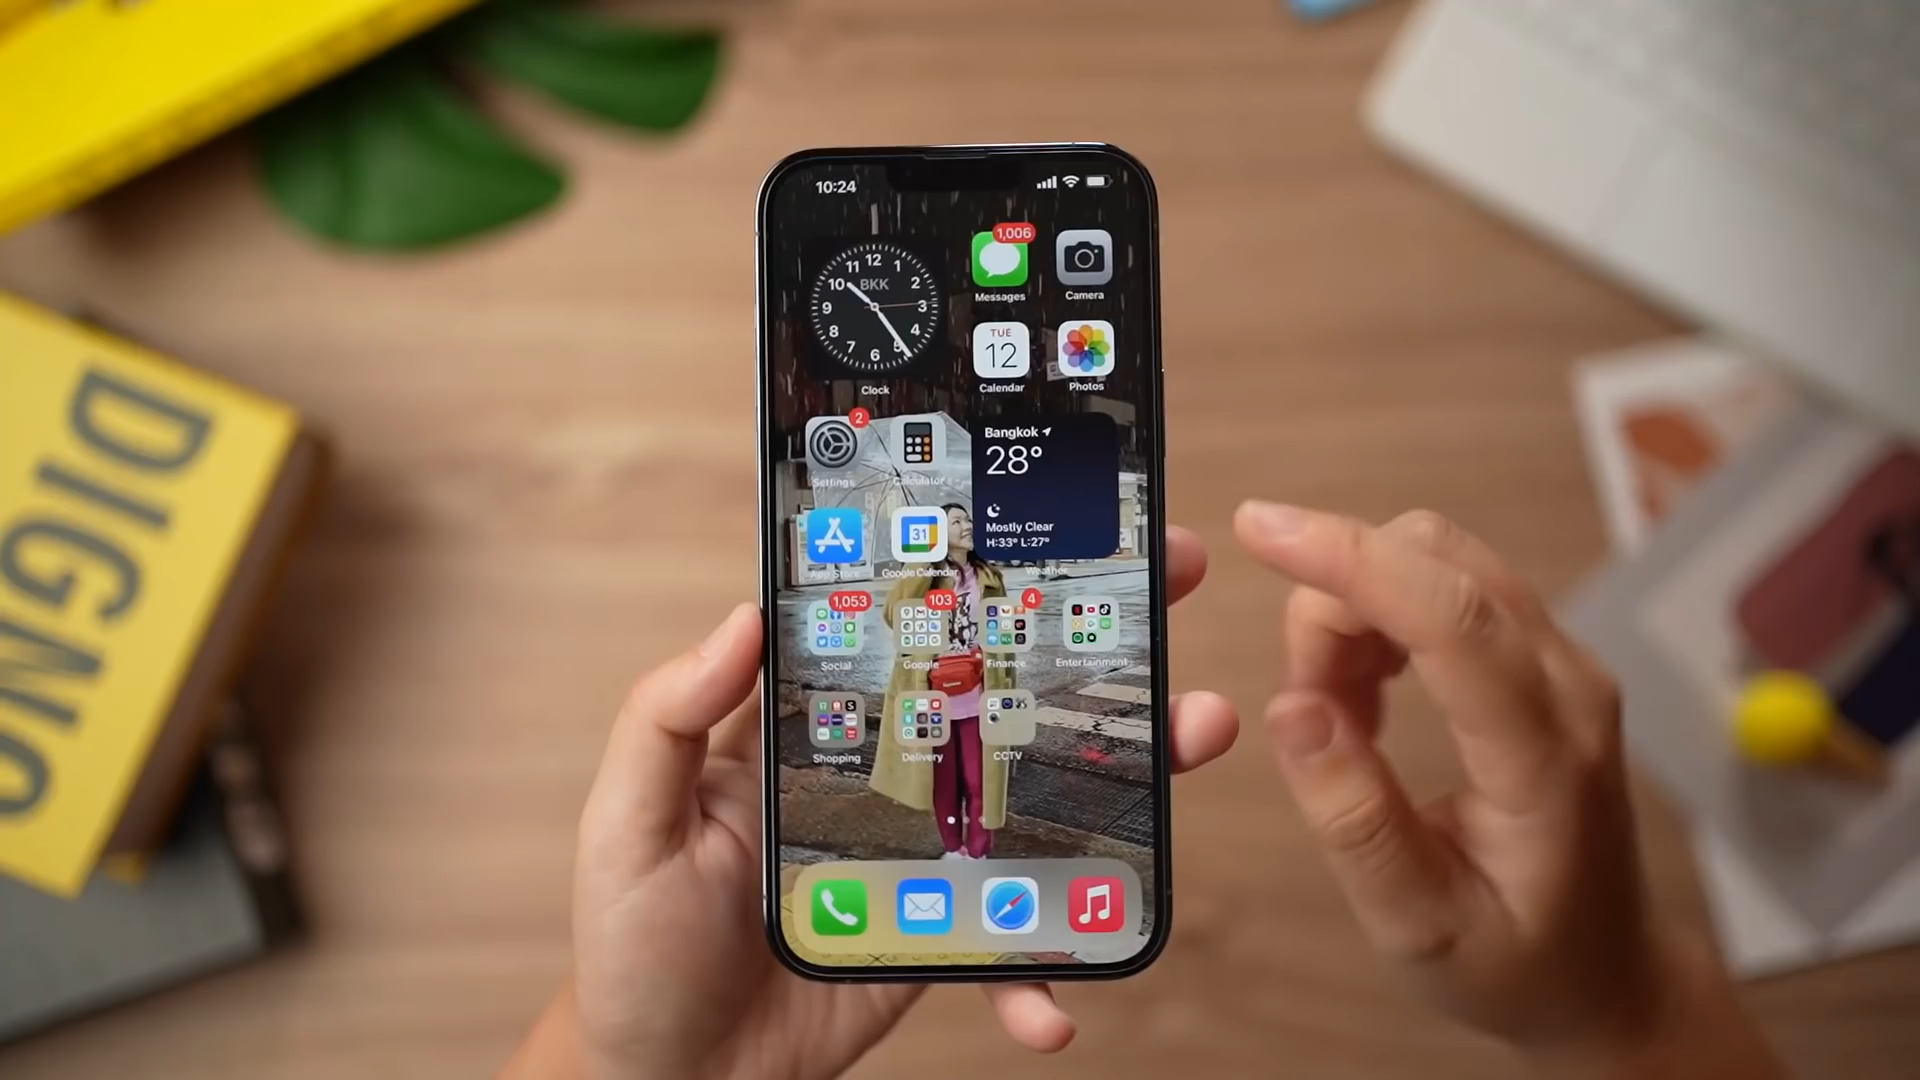 DIGNO
10:24
12
11
1
10
BKK
2
9
3
8
4
7
6
5
Clock
1,006
Messages
Camera
TUE
12
Calendar
Photos
2
Settings
Calculator
Bangkok
28°
Mostly Clear
H:33° L:27°
Weather
App Store
31
Google Calendar
1,053
Social
103
Google
4
Finance
Entertainment
Shopping
Delivery
CCTV